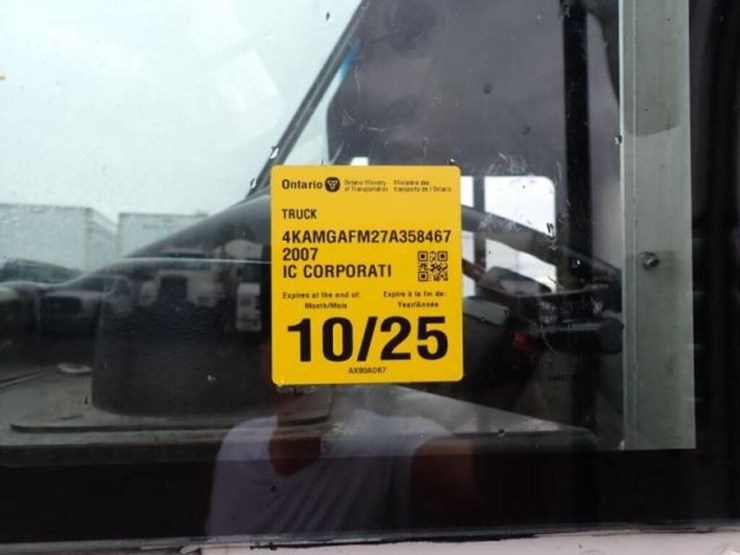 Ontario
Ontario Ministry of Transportation
Ministère des transports de l'Ontario
TRUCK
4KAMGAFM27A358467
2007
IC CORPORATI
Expires at the end of: Expire à la fin de:
Month/Mois Year/Année
10/25
AX90A067